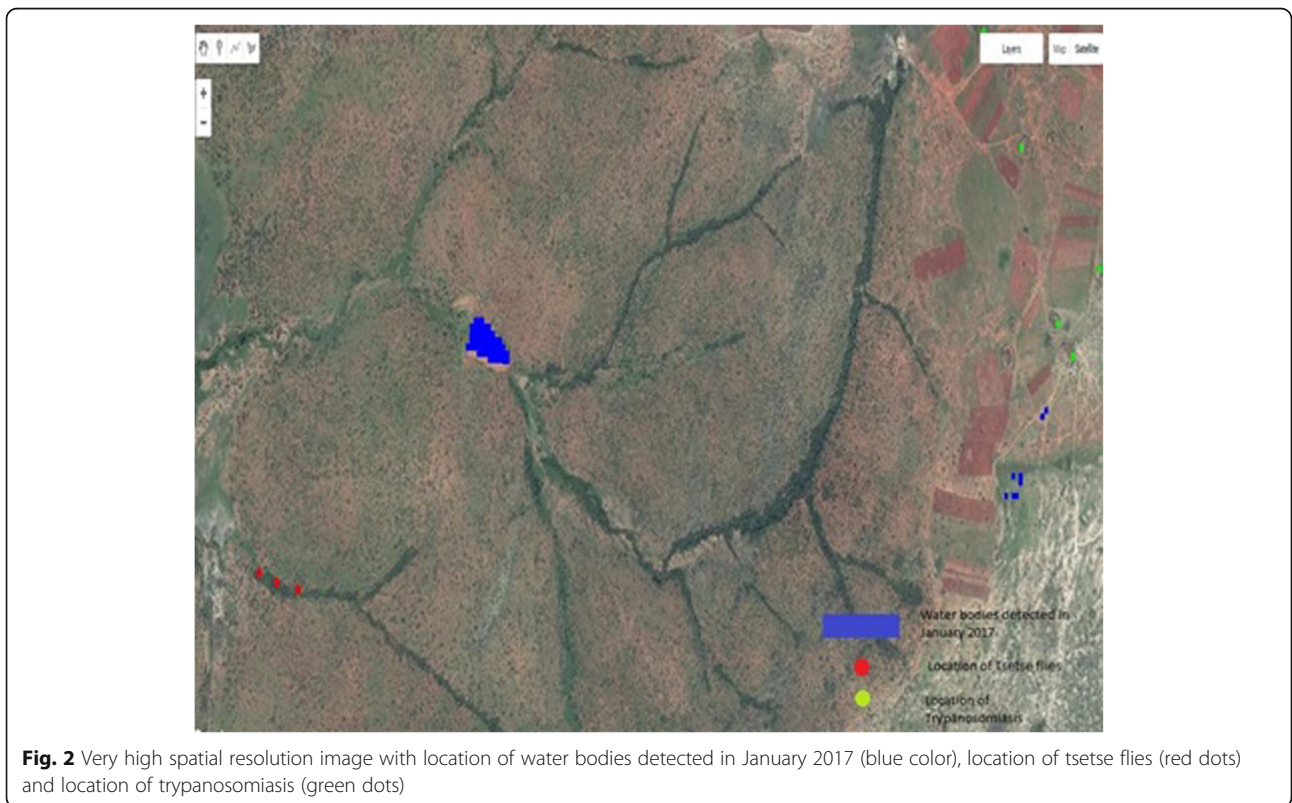 Layers
Map Satellite
+
−
Water bodies detected in
January 2017
Location of Tsetse flies
Location of
Trypanosomiasis
Fig. 2 Very high spatial resolution image with location of water bodies detected in January 2017 (blue color), location of tsetse flies (red dots)
and location of trypanosomiasis (green dots)